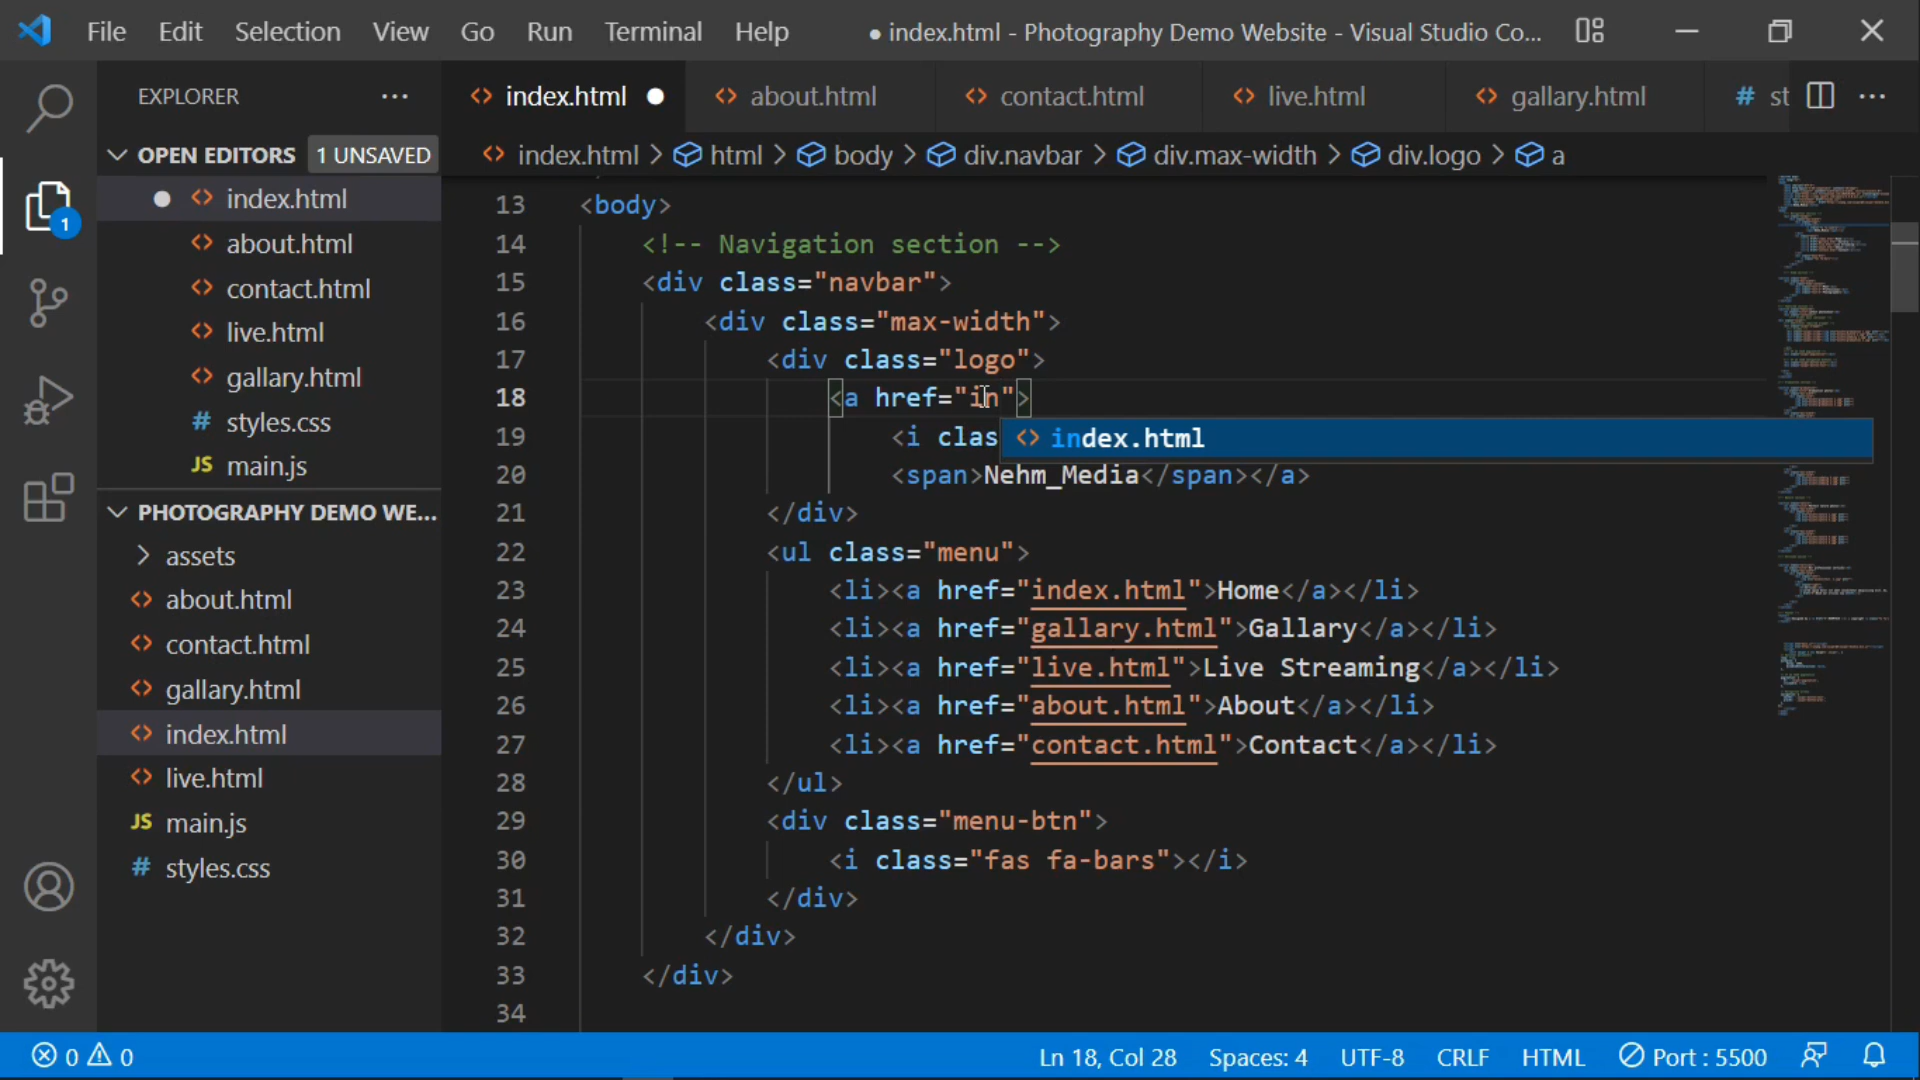 File Edit Selection View Go Run Terminal Help ● index.html - Photography Demo Website - Visual Studio Co...
EXPLORER ...
index.html ● about.html contact.html live.html gallary.html # st ...
OPEN EDITORS 1 UNSAVED
index.html > html > body > div.navbar > div.max-width > div.logo > a
● index.html
about.html
contact.html
live.html
gallary.html
# styles.css
JS main.js
1
PHOTOGRAPHY DEMO WE...
> assets
about.html
contact.html
gallary.html
index.html
live.html
JS main.js
# styles.css
13 <body>
14 <!-- Navigation section -->
15 <div class="navbar">
16 <div class="max-width">
17 <div class="logo">
18 <a href="in">
19 <i clas
index.html
20 <span>Nehm_Media</span></a>
21 </div>
22 <ul class="menu">
23 <li><a href="index.html">Home</a></li>
24 <li><a href="gallary.html">Gallary</a></li>
25 <li><a href="live.html">Live Streaming</a></li>
26 <li><a href="about.html">About</a></li>
27 <li><a href="contact.html">Contact</a></li>
28 </ul>
29 <div class="menu-btn">
30 <i class="fas fa-bars"></i>
31 </div>
32 </div>
33 </div>
34
0 0 Ln 18, Col 28 Spaces: 4 UTF-8 CRLF HTML Port : 5500